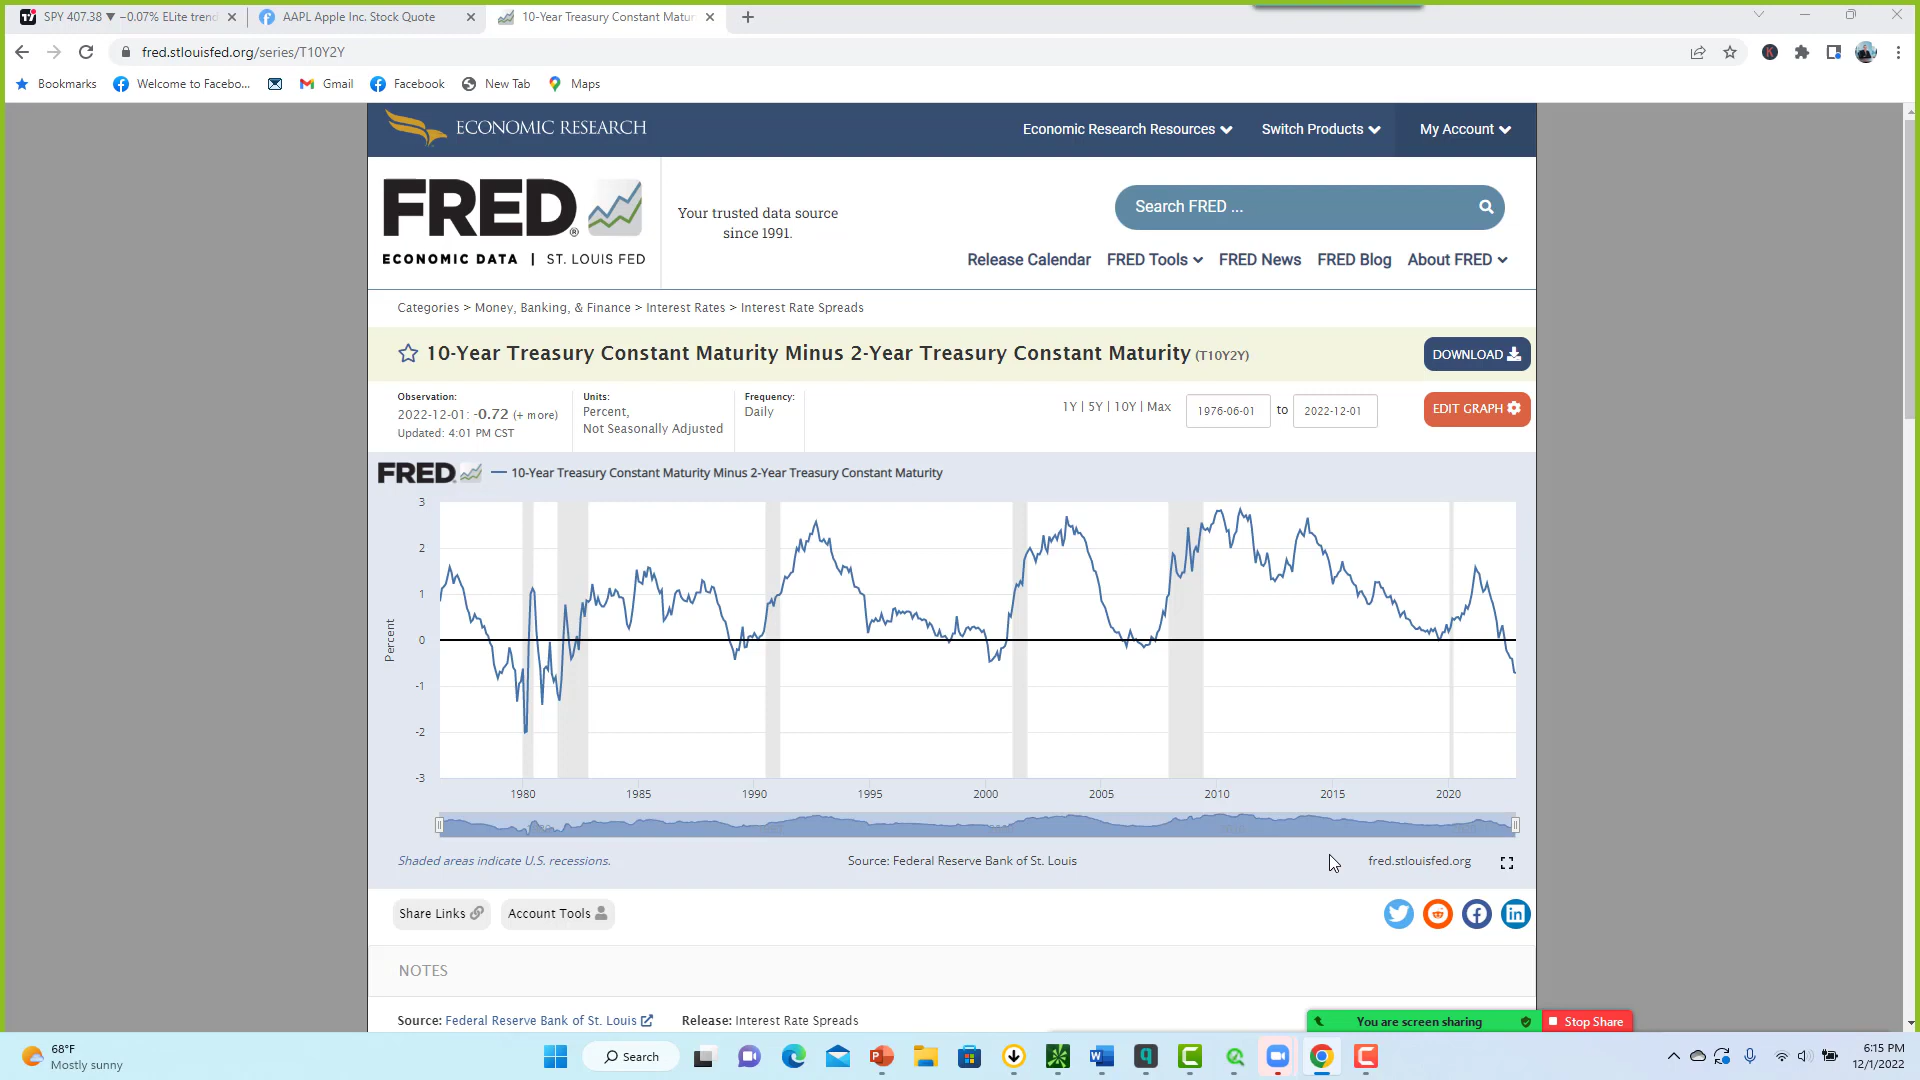 SPY 407.38 ▼ −0.07% ELite trend
AAPL Apple Inc. Stock Quote
10-Year Treasury Constant Matur
fred.stlouisfed.org/series/T10Y2Y
Bookmarks
Welcome to Facebo...
Gmail
Facebook
New Tab
Maps
ECONOMIC RESEARCH
Economic Research Resources
Switch Products
My Account
FRED®
ECONOMIC DATA | ST. LOUIS FED
Your trusted data source
since 1991.
Search FRED ...
Release Calendar
FRED Tools
FRED News
FRED Blog
About FRED
Categories > Money, Banking, & Finance > Interest Rates > Interest Rate Spreads
10-Year Treasury Constant Maturity Minus 2-Year Treasury Constant Maturity (T10Y2Y)
DOWNLOAD
Observation:
2022-12-01: -0.72 (+ more)
Updated: 4:01 PM CST
Units:
Percent,
Not Seasonally Adjusted
Frequency:
Daily
1Y | 5Y | 10Y | Max
1976-06-01 to 2022-12-01
EDIT GRAPH
FRED
10-Year Treasury Constant Maturity Minus 2-Year Treasury Constant Maturity
3
2
1
0
-1
-2
-3
Percent
1980 1985 1990 1995 2000 2005 2010 2015 2020
Shaded areas indicate U.S. recessions.
Source: Federal Reserve Bank of St. Louis
fred.stlouisfed.org
Share Links
Account Tools
NOTES
Source: Federal Reserve Bank of St. Louis
Release: Interest Rate Spreads
You are screen sharing
Stop Share
68°F
Mostly sunny
Search
6:15 PM
12/1/2022